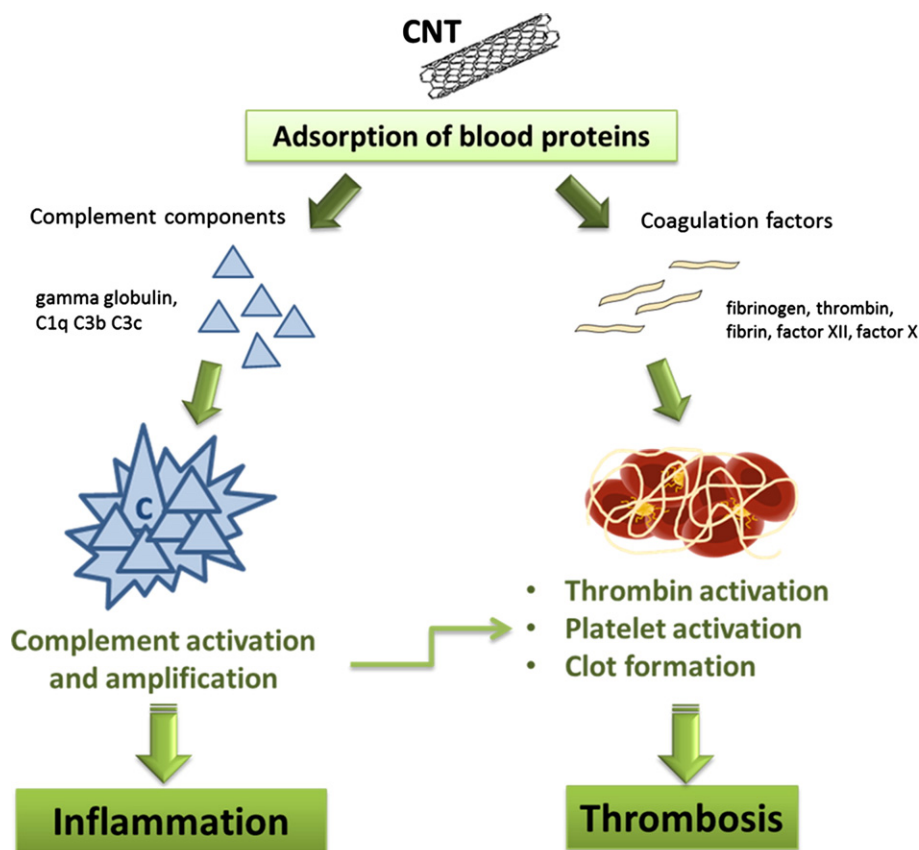 CNT
Adsorption of blood proteins
Complement components
gamma globulin,
C1q C3b C3c
Coagulation factors
fibrinogen, thrombin,
fibrin, factor XII, factor X
C
Complement activation
and amplification
• Thrombin activation
• Platelet activation
• Clot formation
Inflammation
Thrombosis